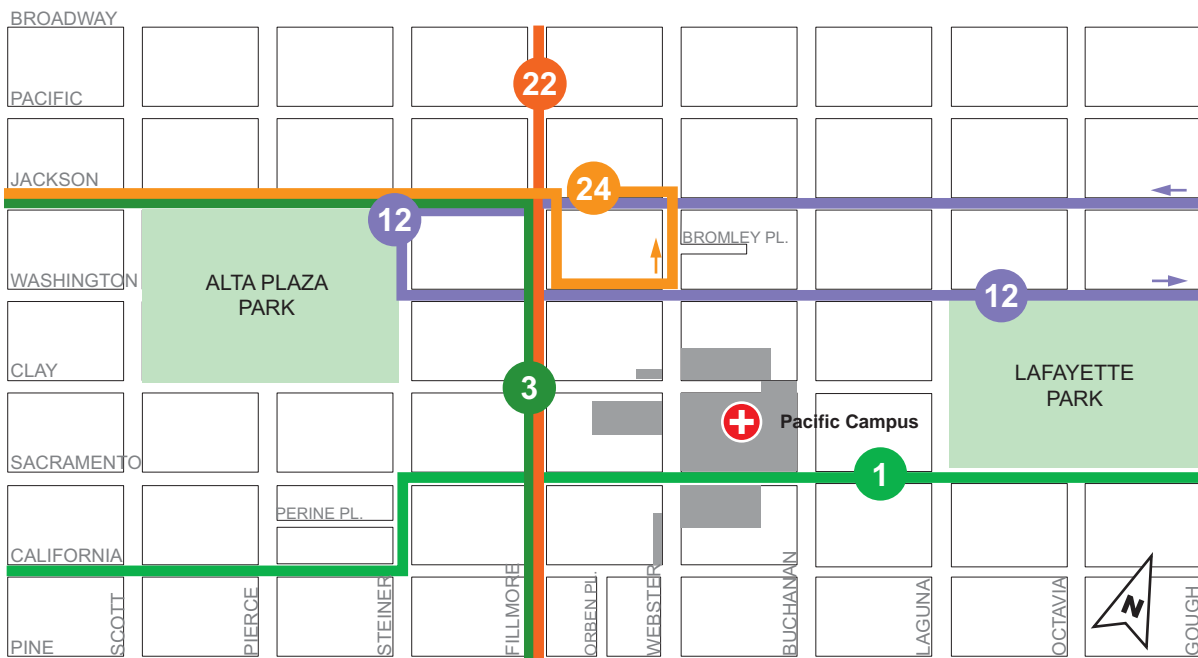 BROADWAY
22
PACIFIC
JACKSON
24
12
BROMLEY PL.
WASHINGTON
ALTA PLAZA
PARK
12
CLAY
3
LAFAYETTE
PARK
Pacific Campus
SACRAMENTO
1
PERINE PL.
CALIFORNIA
PINE
SCOTT
PIERCE
STEINER
FILLMORE
ORBEN PL.
WEBSTER
BUCHANAN
LAGUNA
OCTAVIA
GOUGH
N